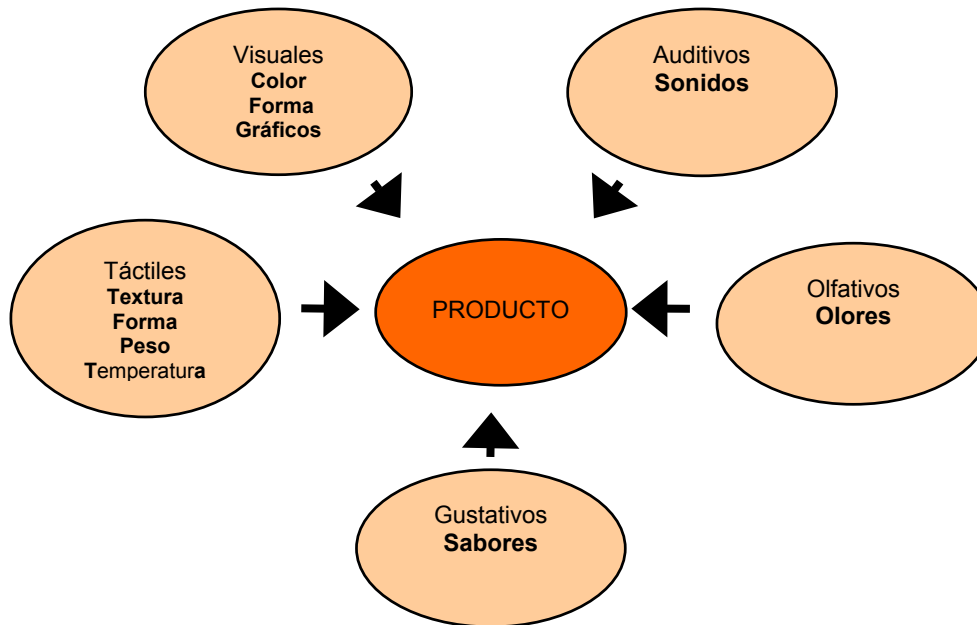 Visuales
Color
Forma
Gráficos
Auditivos
Sonidos
Táctiles
Textura
Forma
Peso
Temperatura
PRODUCTO
Olfativos
Olores
Gustativos
Sabores